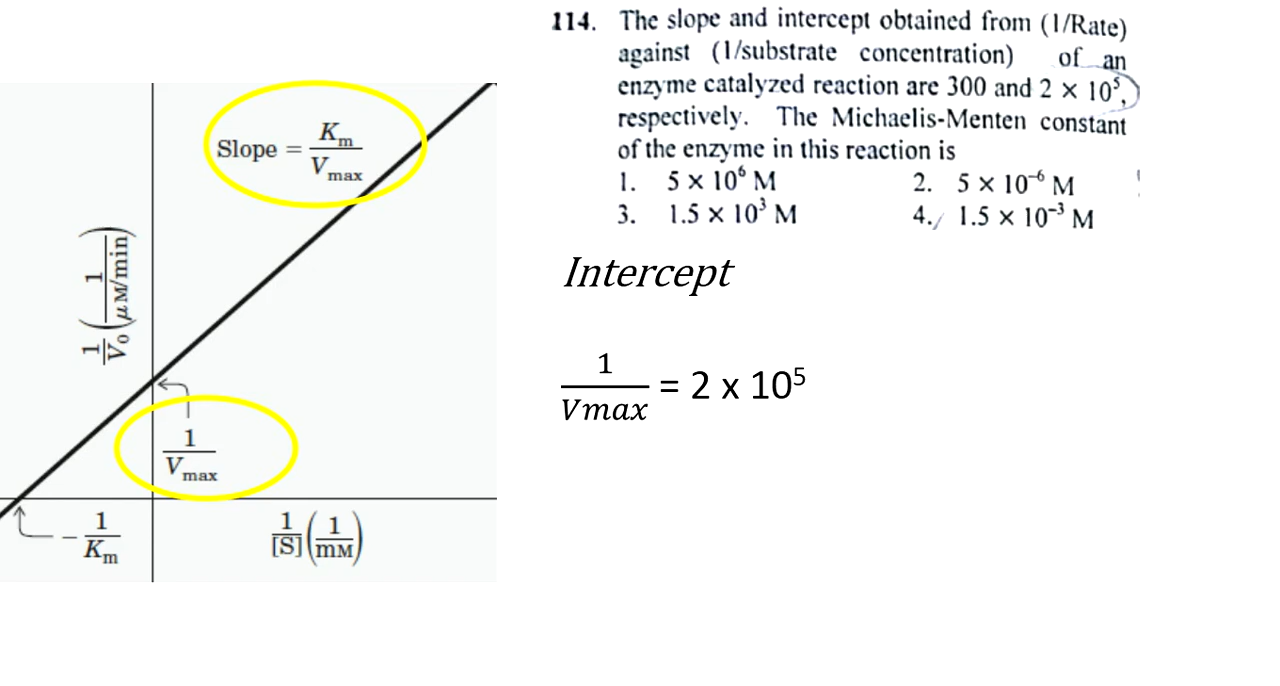 Slope = Km / Vmax
1/V0 (1/μM/min)
1/Vmax
- 1/Km
1/[S] (1/mM)
114. The slope and intercept obtained from (1/Rate)
against (1/substrate concentration) of an
enzyme catalyzed reaction are 300 and 2 × 10⁵,
respectively. The Michaelis-Menten constant
of the enzyme in this reaction is
1. 5 × 10⁶ M 2. 5 × 10⁻⁶ M
3. 1.5 × 10³ M 4. 1.5 × 10⁻³ M
Intercept
1/Vmax = 2 x 10⁵